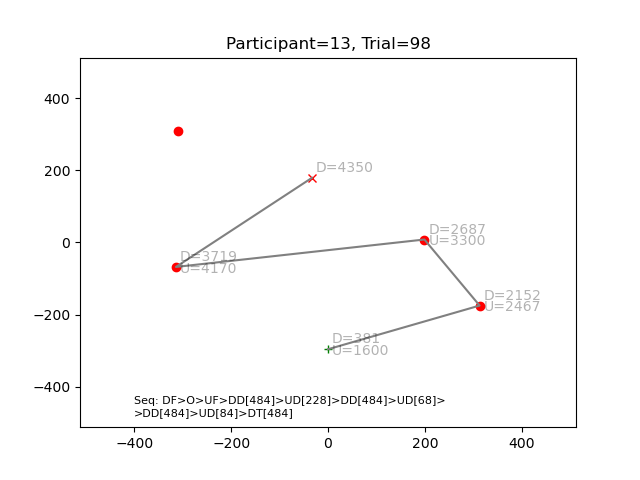 Participant=13, Trial=98
400
200
0
−200
−400
−400
−200
0
200
400
D=4350
D=3719
U=4170
D=2687
U=3300
D=2152
U=2467
D=381
U=1600
Seq: DF>O>UF>DD[484]>UD[228]>DD[484]>UD[68]>
>DD[484]>UD[84]>DT[484]